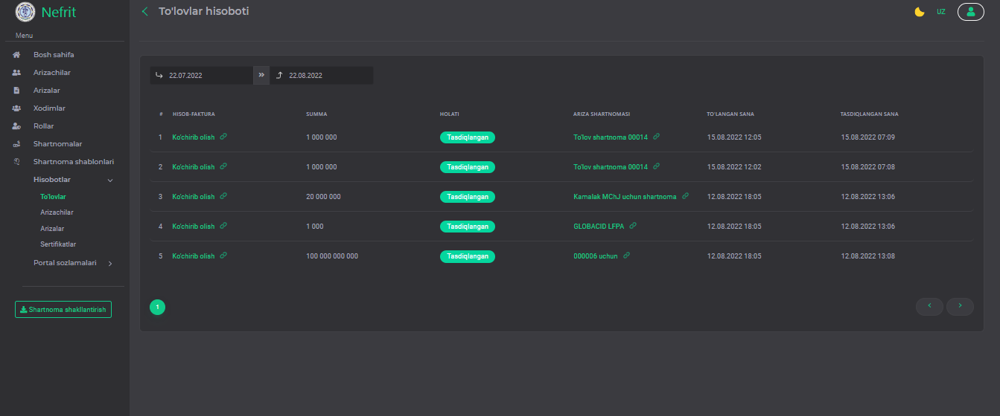 Nefrit
Menu
Bosh sahifa
Arizachilar
Arizalar
Xodimlar
Rollar
Shartnomalar
Shartnoma shablonlari
Hisobotlar
To'lovlar
Arizachilar
Arizalar
Sertifikatlar
Portal sozlamalari
Shartnoma shakllantirish
To'lovlar hisoboti
UZ
22.07.2022 » 22.08.2022
# HISOB-FAKTURA SUMMA HOLATI ARIZA SHARTNOMASI TO'LANGAN SANA TASDIQLANGAN SANA
1 Ko'chirib olish 1 000 000 Tasdiqlangan To'lov shartnoma 00014 15.08.2022 12:05 15.08.2022 07:09
2 Ko'chirib olish 1 000 000 Tasdiqlangan To'lov shartnoma 00014 15.08.2022 12:02 15.08.2022 07:08
3 Ko'chirib olish 20 000 000 Tasdiqlangan Kamalak MChJ uchun shartnoma 12.08.2022 18:05 12.08.2022 13:06
4 Ko'chirib olish 1 000 Tasdiqlangan GLOBACID LFPA 12.08.2022 18:05 12.08.2022 13:06
5 Ko'chirib olish 100 000 000 000 Tasdiqlangan 000006 uchun 12.08.2022 18:05 12.08.2022 13:08
1